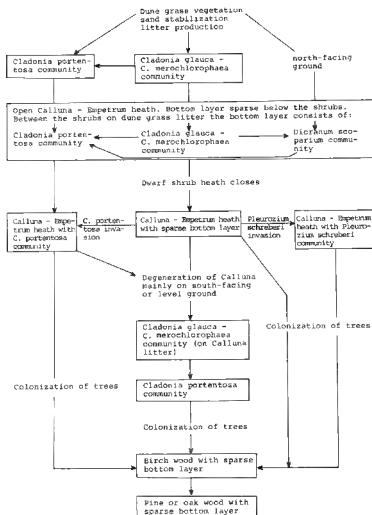 Dune grass vegetation
sand stabilization
litter production
Cladonia porten-
tosa community
Cladonia glauca -
C. merochlorophaea
community
north-facing
ground
Open Calluna - Empetrum heath. Bottom layer sparse below the shrubs.
Between the shrubs on dune grass litter the bottom layer consists of:
Cladonia porten-
tosa community
Cladonia glauca -
C. merochlorophaea
community
Dicranum sco-
parium commu-
nity
Dwarf shrub heath closes
Calluna - Empe-
trum heath with
C. portentosa
community
C. porten-
tosa inva-
sion
Calluna - Empetrum heath
with sparse bottom layer
Pleurozium
schreberi
invasion
Calluna - Empetrum
heath with Pleuro-
zium schreberi
community
Degeneration of Calluna
mainly on south-facing
or level ground
Cladonia glauca -
C. merochlorophaea
community (on Calluna
litter)
Colonization of trees
Colonization of trees
Cladonia portentosa
community
Colonization of trees
Birch wood with sparse
bottom layer
Pine or oak wood with
sparse bottom layer